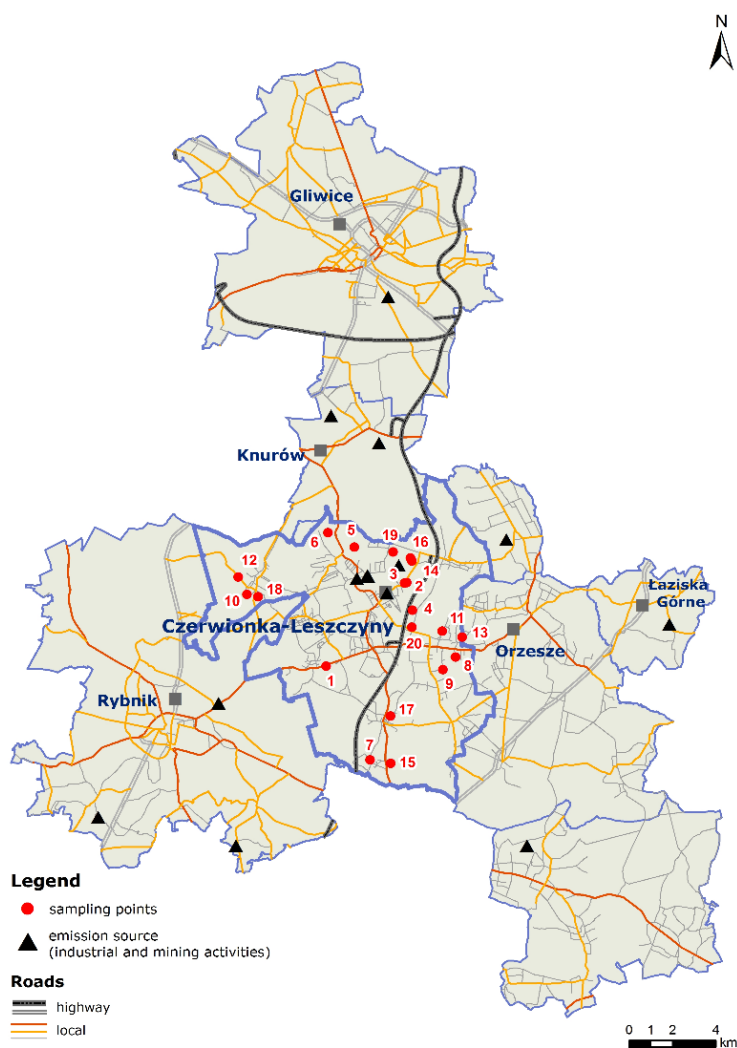 N
Gliwice
Knurów
6
5
19
16
12
3
14
2
Łaziska
Górne
10
18
4
Czerwionka-Leszczyny
11
13
20
Orzesze
8
1
9
Rybnik
17
7
15
Legend
sampling points
emission source
(industrial and mining activities)
Roads
highway
local
0 1 2 4
km